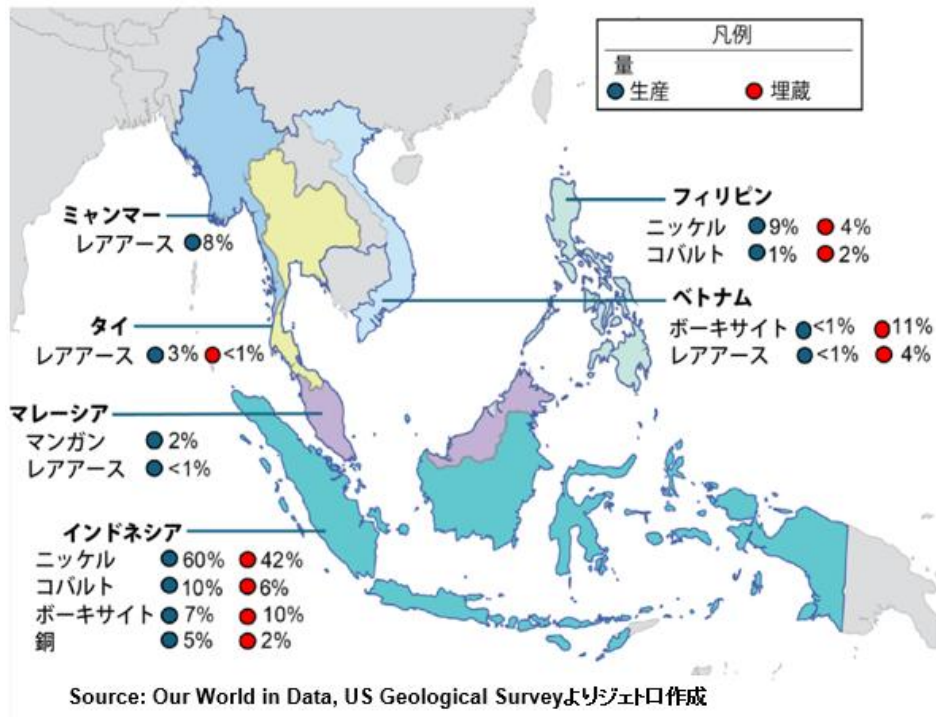 凡例
量
生産 埋蔵
ミャンマー
レアアース 8%
タイ
レアアース 3% <1%
マレーシア
マンガン 2%
レアアース <1%
インドネシア
ニッケル 60% 42%
コバルト 10% 6%
ボーキサイト 7% 10%
銅 5% 2%
フィリピン
ニッケル 9% 4%
コバルト 1% 2%
ベトナム
ボーキサイト <1% 11%
レアアース <1% 4%
Source: Our World in Data, US Geological Surveyよりジェトロ作成